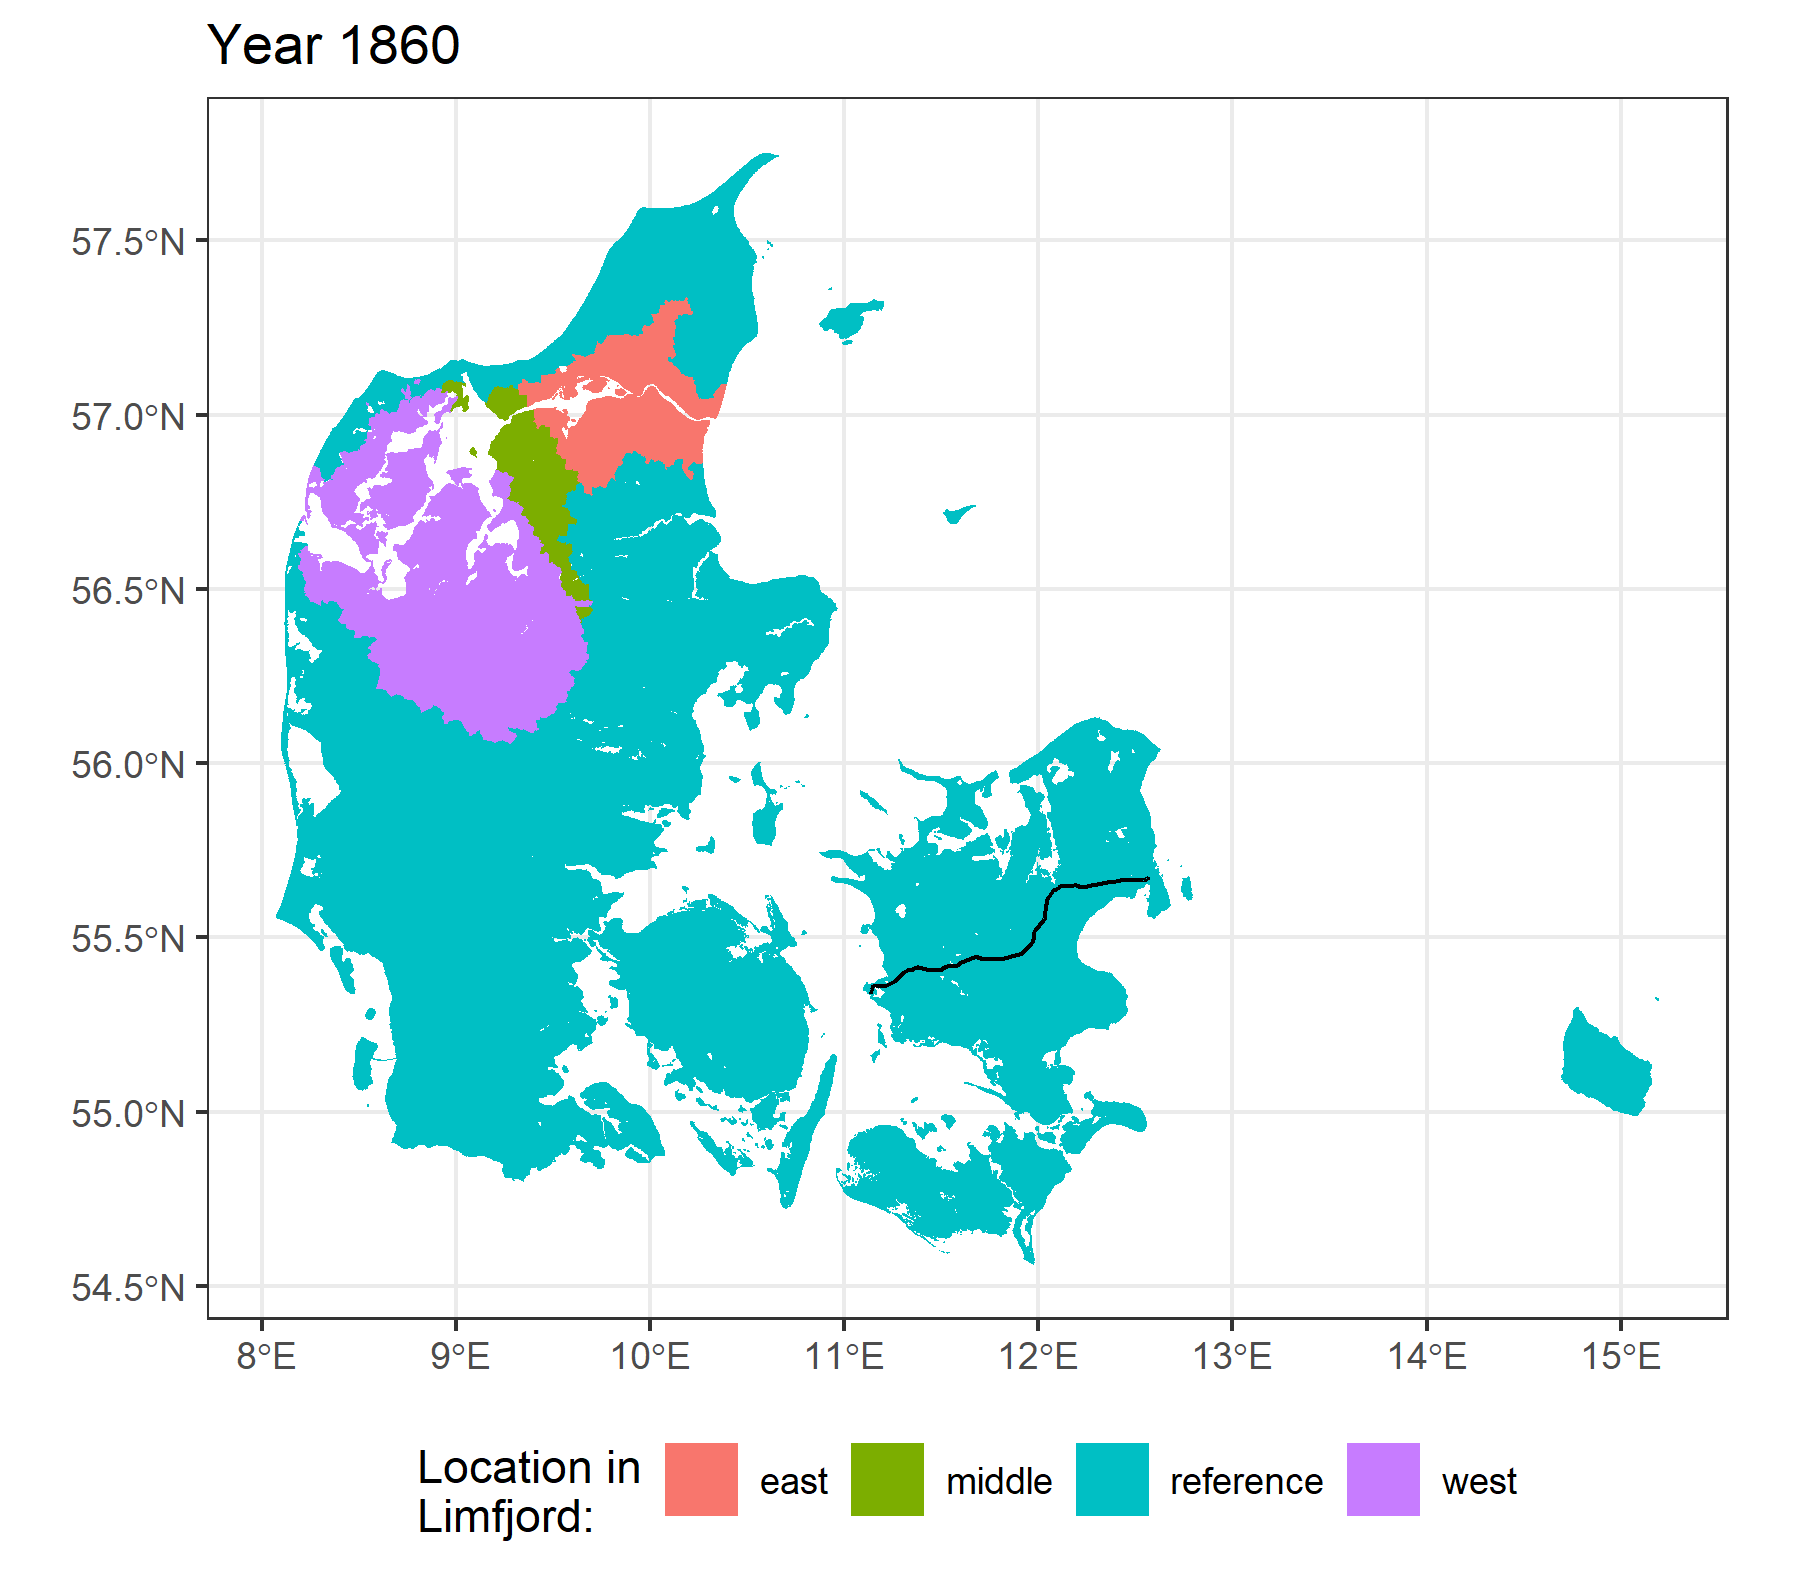 Year 1860
57.5°N
57.0°N
56.5°N
56.0°N
55.5°N
55.0°N
54.5°N
8°E 9°E 10°E 11°E 12°E 13°E 14°E 15°E
Location in
Limfjord:
east middle reference west